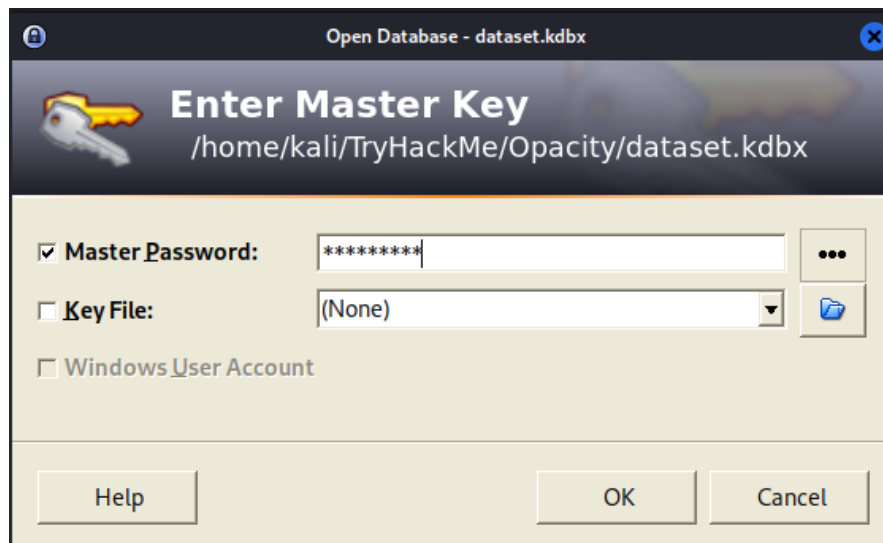 Open Database - dataset.kdbx
Enter Master Key
/home/kali/TryHackMe/Opacity/dataset.kdbx
Master Password: *********
Key File: (None)
Windows User Account
Help OK Cancel